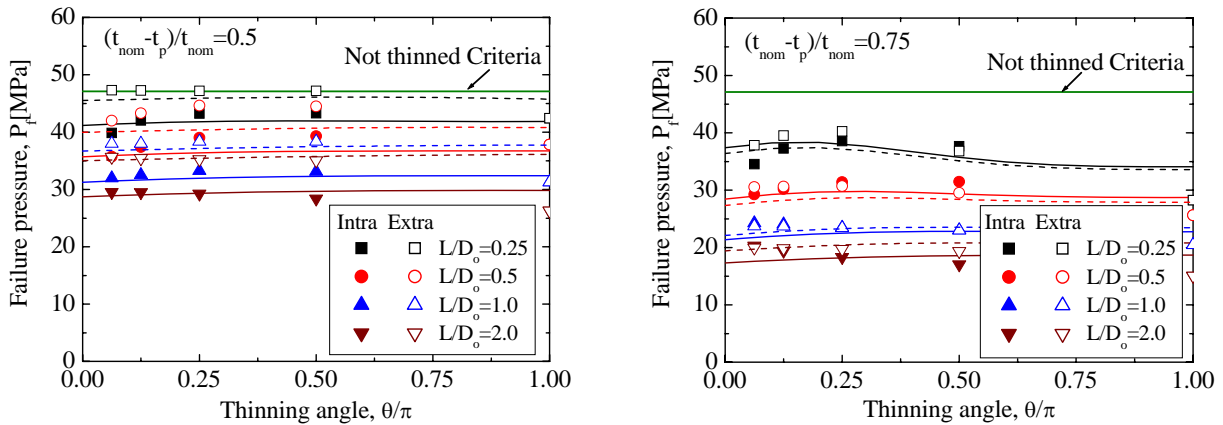 (t_nom-t_p)/t_nom=0.5
Not thinned Criteria
Failure pressure, P_f[MPa]
60
50
40
30
20
10
0
Intra Extra
L/D_o=0.25
L/D_o=0.5
L/D_o=1.0
L/D_o=2.0
0.00 0.25 0.50 0.75 1.00
Thinning angle, θ/π
(t_nom-t_p)/t_nom=0.75
Not thinned Criteria
Failure pressure, P_f[MPa]
60
50
40
30
20
10
0
Intra Extra
L/D_o=0.25
L/D_o=0.5
L/D_o=1.0
L/D_o=2.0
0.00 0.25 0.50 0.75 1.00
Thinning angle, θ/π